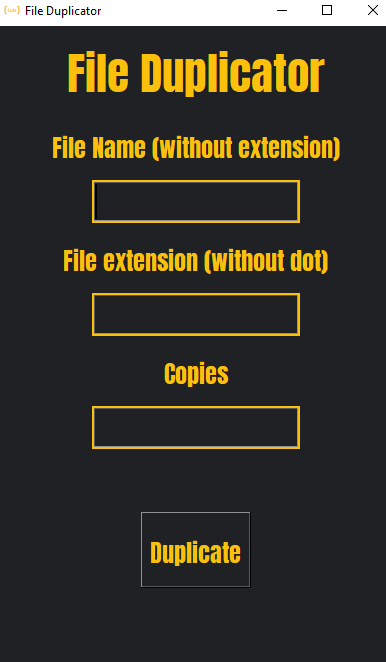 File Duplicator
File Duplicator
File Name (without extension)
File extension (without dot)
Copies
Duplicate